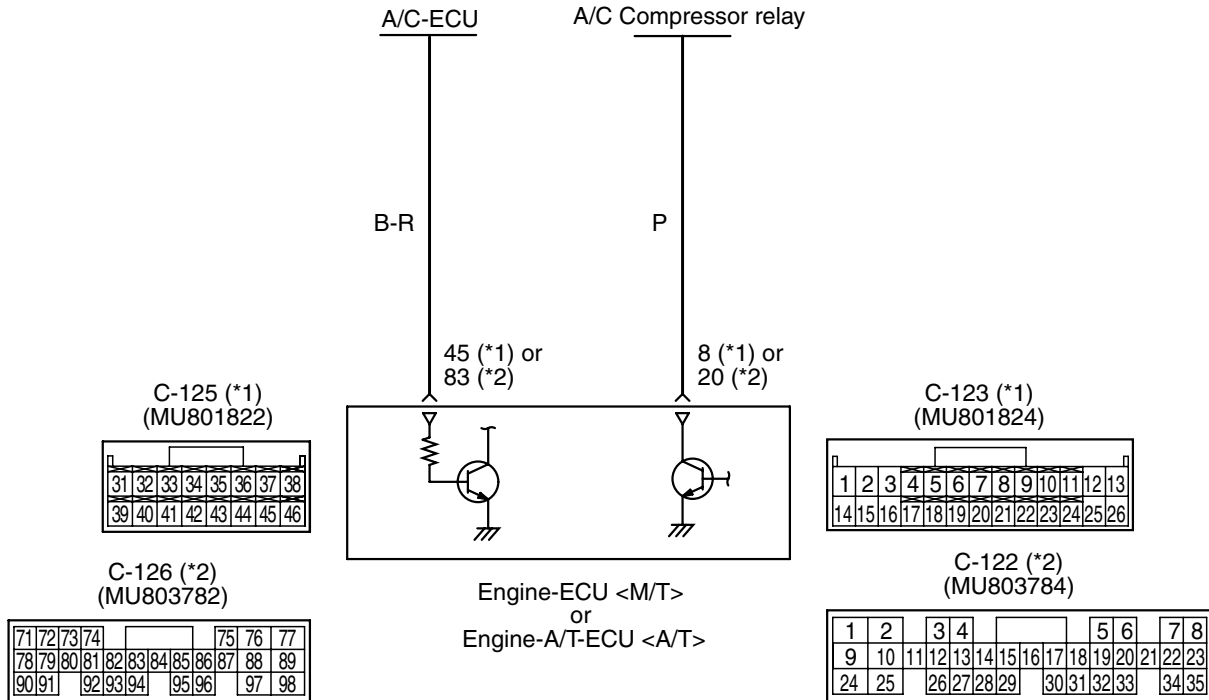 A/C-ECU
A/C Compressor relay
B-R
P
45 (*1) or
83 (*2)
8 (*1) or
20 (*2)
C-125 (*1)
(MU801822)
31 32 33 34 35 36 37 38
39 40 41 42 43 44 45 46
C-123 (*1)
(MU801824)
1 2 3 4 5 6 7 8 9 10 11 12 13
14 15 16 17 18 19 20 21 22 23 24 25 26
C-126 (*2)
(MU803782)
71 72 73 74 75 76 77
78 79 80 81 82 83 84 85 86 87 88 89
90 91 92 93 94 95 96 97 98
Engine-ECU <M/T>
or
Engine-A/T-ECU <A/T>
C-122 (*2)
(MU803784)
1 2 3 4 5 6 7 8
9 10 11 12 13 14 15 16 17 18 19 20 21 22 23
24 25 26 27 28 29 30 31 32 33 34 35